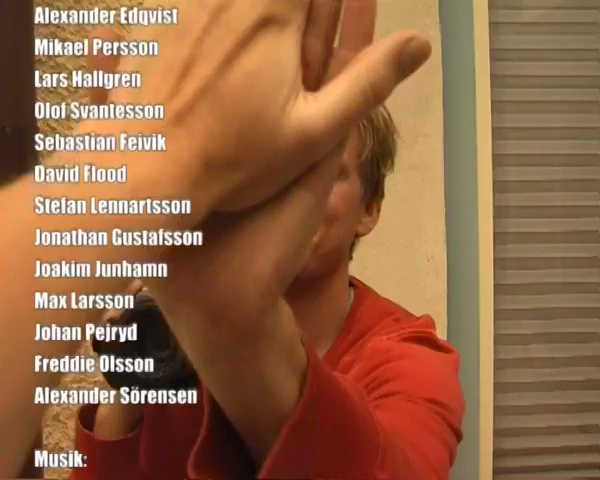 Alexander Edqvist
Mikael Persson
Lars Hallgren
Olof Svantesson
Sebastian Feivik
David Flood
Stefan Lennartsson
Jonathan Gustafsson
Joakim Junhamn
Max Larsson
Johan Pejryd
Freddie Olsson
Alexander Sörensen
Musik: